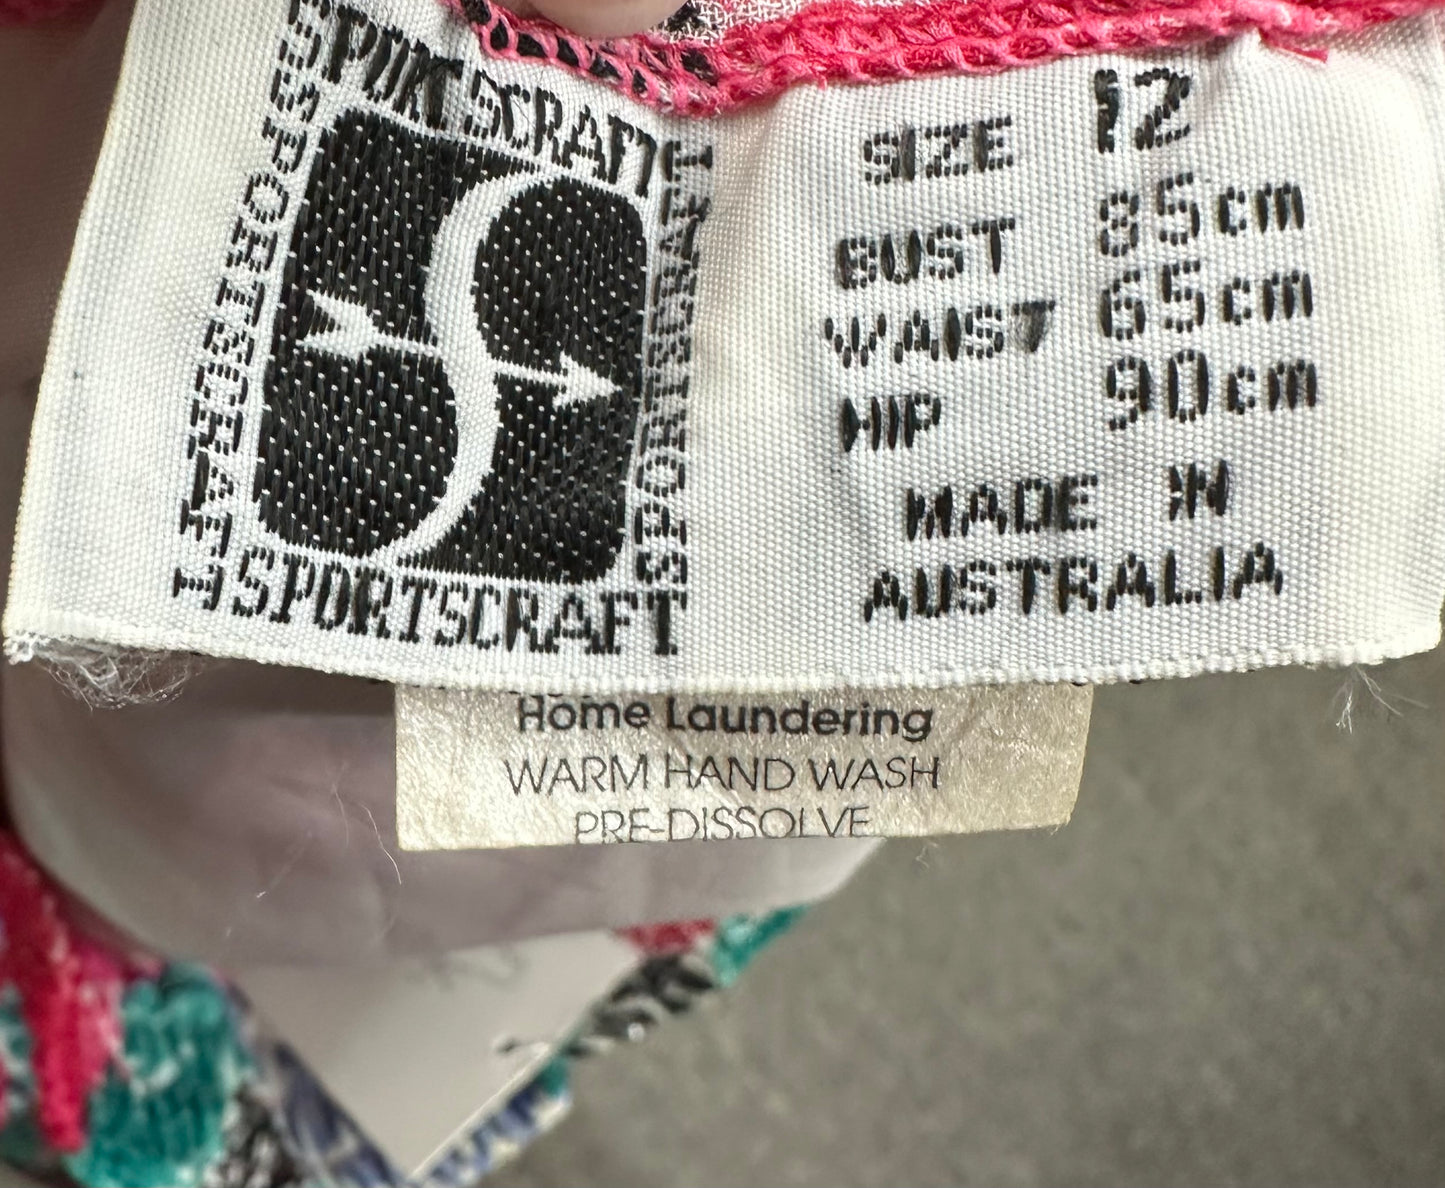 SPORTSCRAFT
SPORTSCRAFT
SPORTSCRAFT
SPORTSCRAFT
SIZE 12
BUST 85cm
WAIST 65cm
HIP 90cm
MADE IN
AUSTRALIA
Home Laundering
WARM HAND WASH
PRE-DISSOLVE